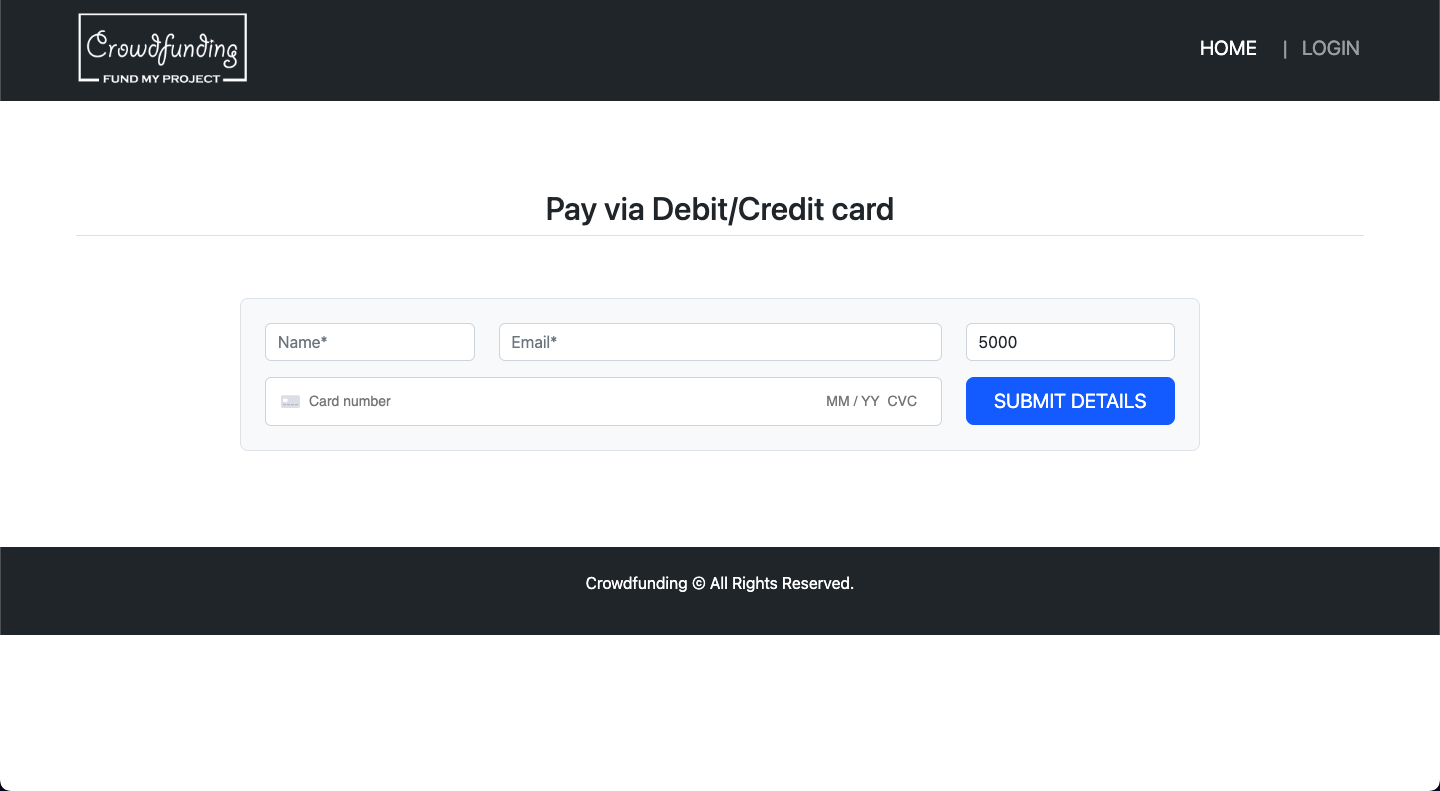 Crowdfunding
FUND MY PROJECT
HOME | LOGIN
Pay via Debit/Credit card
Name* Email* 5000
Card number MM / YY CVC SUBMIT DETAILS
Crowdfunding © All Rights Reserved.